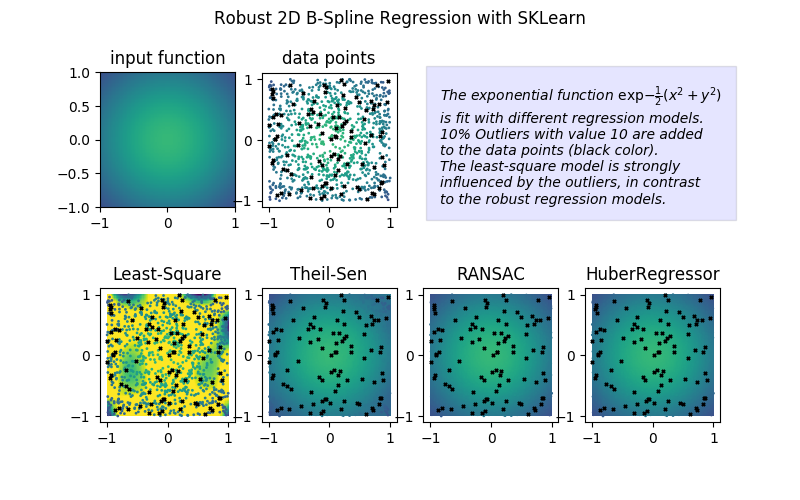 Robust 2D B-Spline Regression with SKLearn
input function
data points
1.0
0.5
0.0
−0.5
−1.0
−1
0
1
1
0
−1
−1
0
1
The exponential function exp−½(x² + y²)
is fit with different regression models.
10% Outliers with value 10 are added
to the data points (black color).
The least-square model is strongly
influenced by the outliers, in contrast
to the robust regression models.
Least-Square
Theil-Sen
RANSAC
HuberRegressor
1
0
−1
−1
0
1
1
0
−1
−1
0
1
1
0
−1
−1
0
1
1
0
−1
−1
0
1